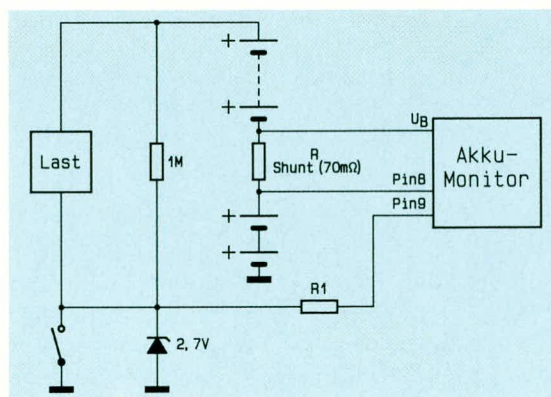 +
+
U_B
Last
1M
R
Shunt (70mΩ)
Akku-
Monitor
Pin8
Pin9
+
+
R1
2,7V